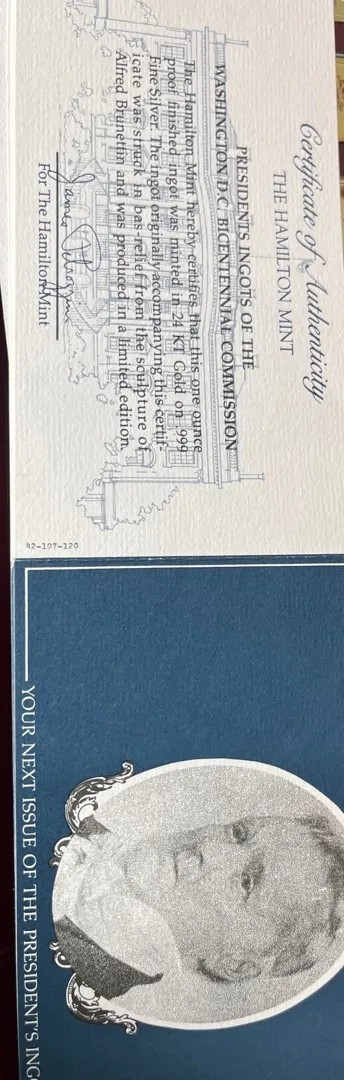 Certificate of Authenticity
THE HAMILTON MINT
PRESIDENTS INGOTS OF THE
WASHINGTON D C BICENTENNIAL COMMISSION
The Hamilton Mint hereby certifies that this one ounce
proof finished ingot was minted in 24 KT Gold on .999
Fine Silver. The ingot originally accompanying this certif-
icate was struck in bas-relief from the sculpture of
Alfred Brunettin and was produced in a limited edition.
For The Hamilton Mint
42-107-120
YOUR NEXT ISSUE OF THE PRESIDENT'S ING